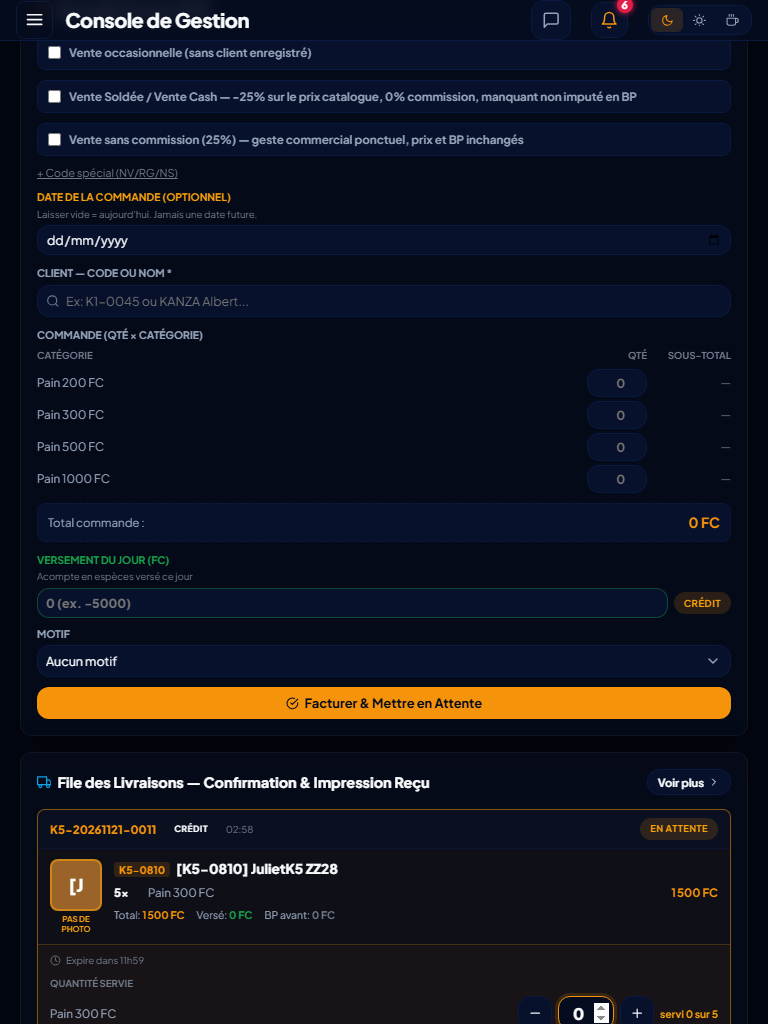 Console de Gestion
6
Vente occasionnelle (sans client enregistré)
Vente Soldée / Vente Cash — -25% sur le prix catalogue, 0% commission, manquant non imputé en BP
Vente sans commission (25%) — geste commercial ponctuel, prix et BP inchangés
+ Code spécial (NV/RG/NS)
DATE DE LA COMMANDE (OPTIONNEL)
Laisser vide = aujourd'hui. Jamais une date future.
dd/mm/yyyy
CLIENT — CODE OU NOM *
Ex: K1-0045 ou KANZA Albert...
COMMANDE (QTÉ × CATÉGORIE)
CATÉGORIE QTÉ SOUS-TOTAL
Pain 200 FC 0 —
Pain 300 FC 0 —
Pain 500 FC 0 —
Pain 1000 FC 0 —
Total commande : 0 FC
VERSEMENT DU JOUR (FC)
Acompte en espèces versé ce jour
0 (ex. -5000) CRÉDIT
MOTIF
Aucun motif
Facturer & Mettre en Attente
File des Livraisons — Confirmation & Impression Reçu Voir plus
K5-20261121-0011 CRÉDIT 02:58 EN ATTENTE
[J
PAS DE
PHOTO
K5-0810 [K5-0810] JulietK5 ZZ28
5× Pain 300 FC 1500 FC
Total: 1500 FC Versé: 0 FC BP avant: 0 FC
Expire dans 11h59
QUANTITÉ SERVIE
Pain 300 FC − 0 + servi 0 sur 5